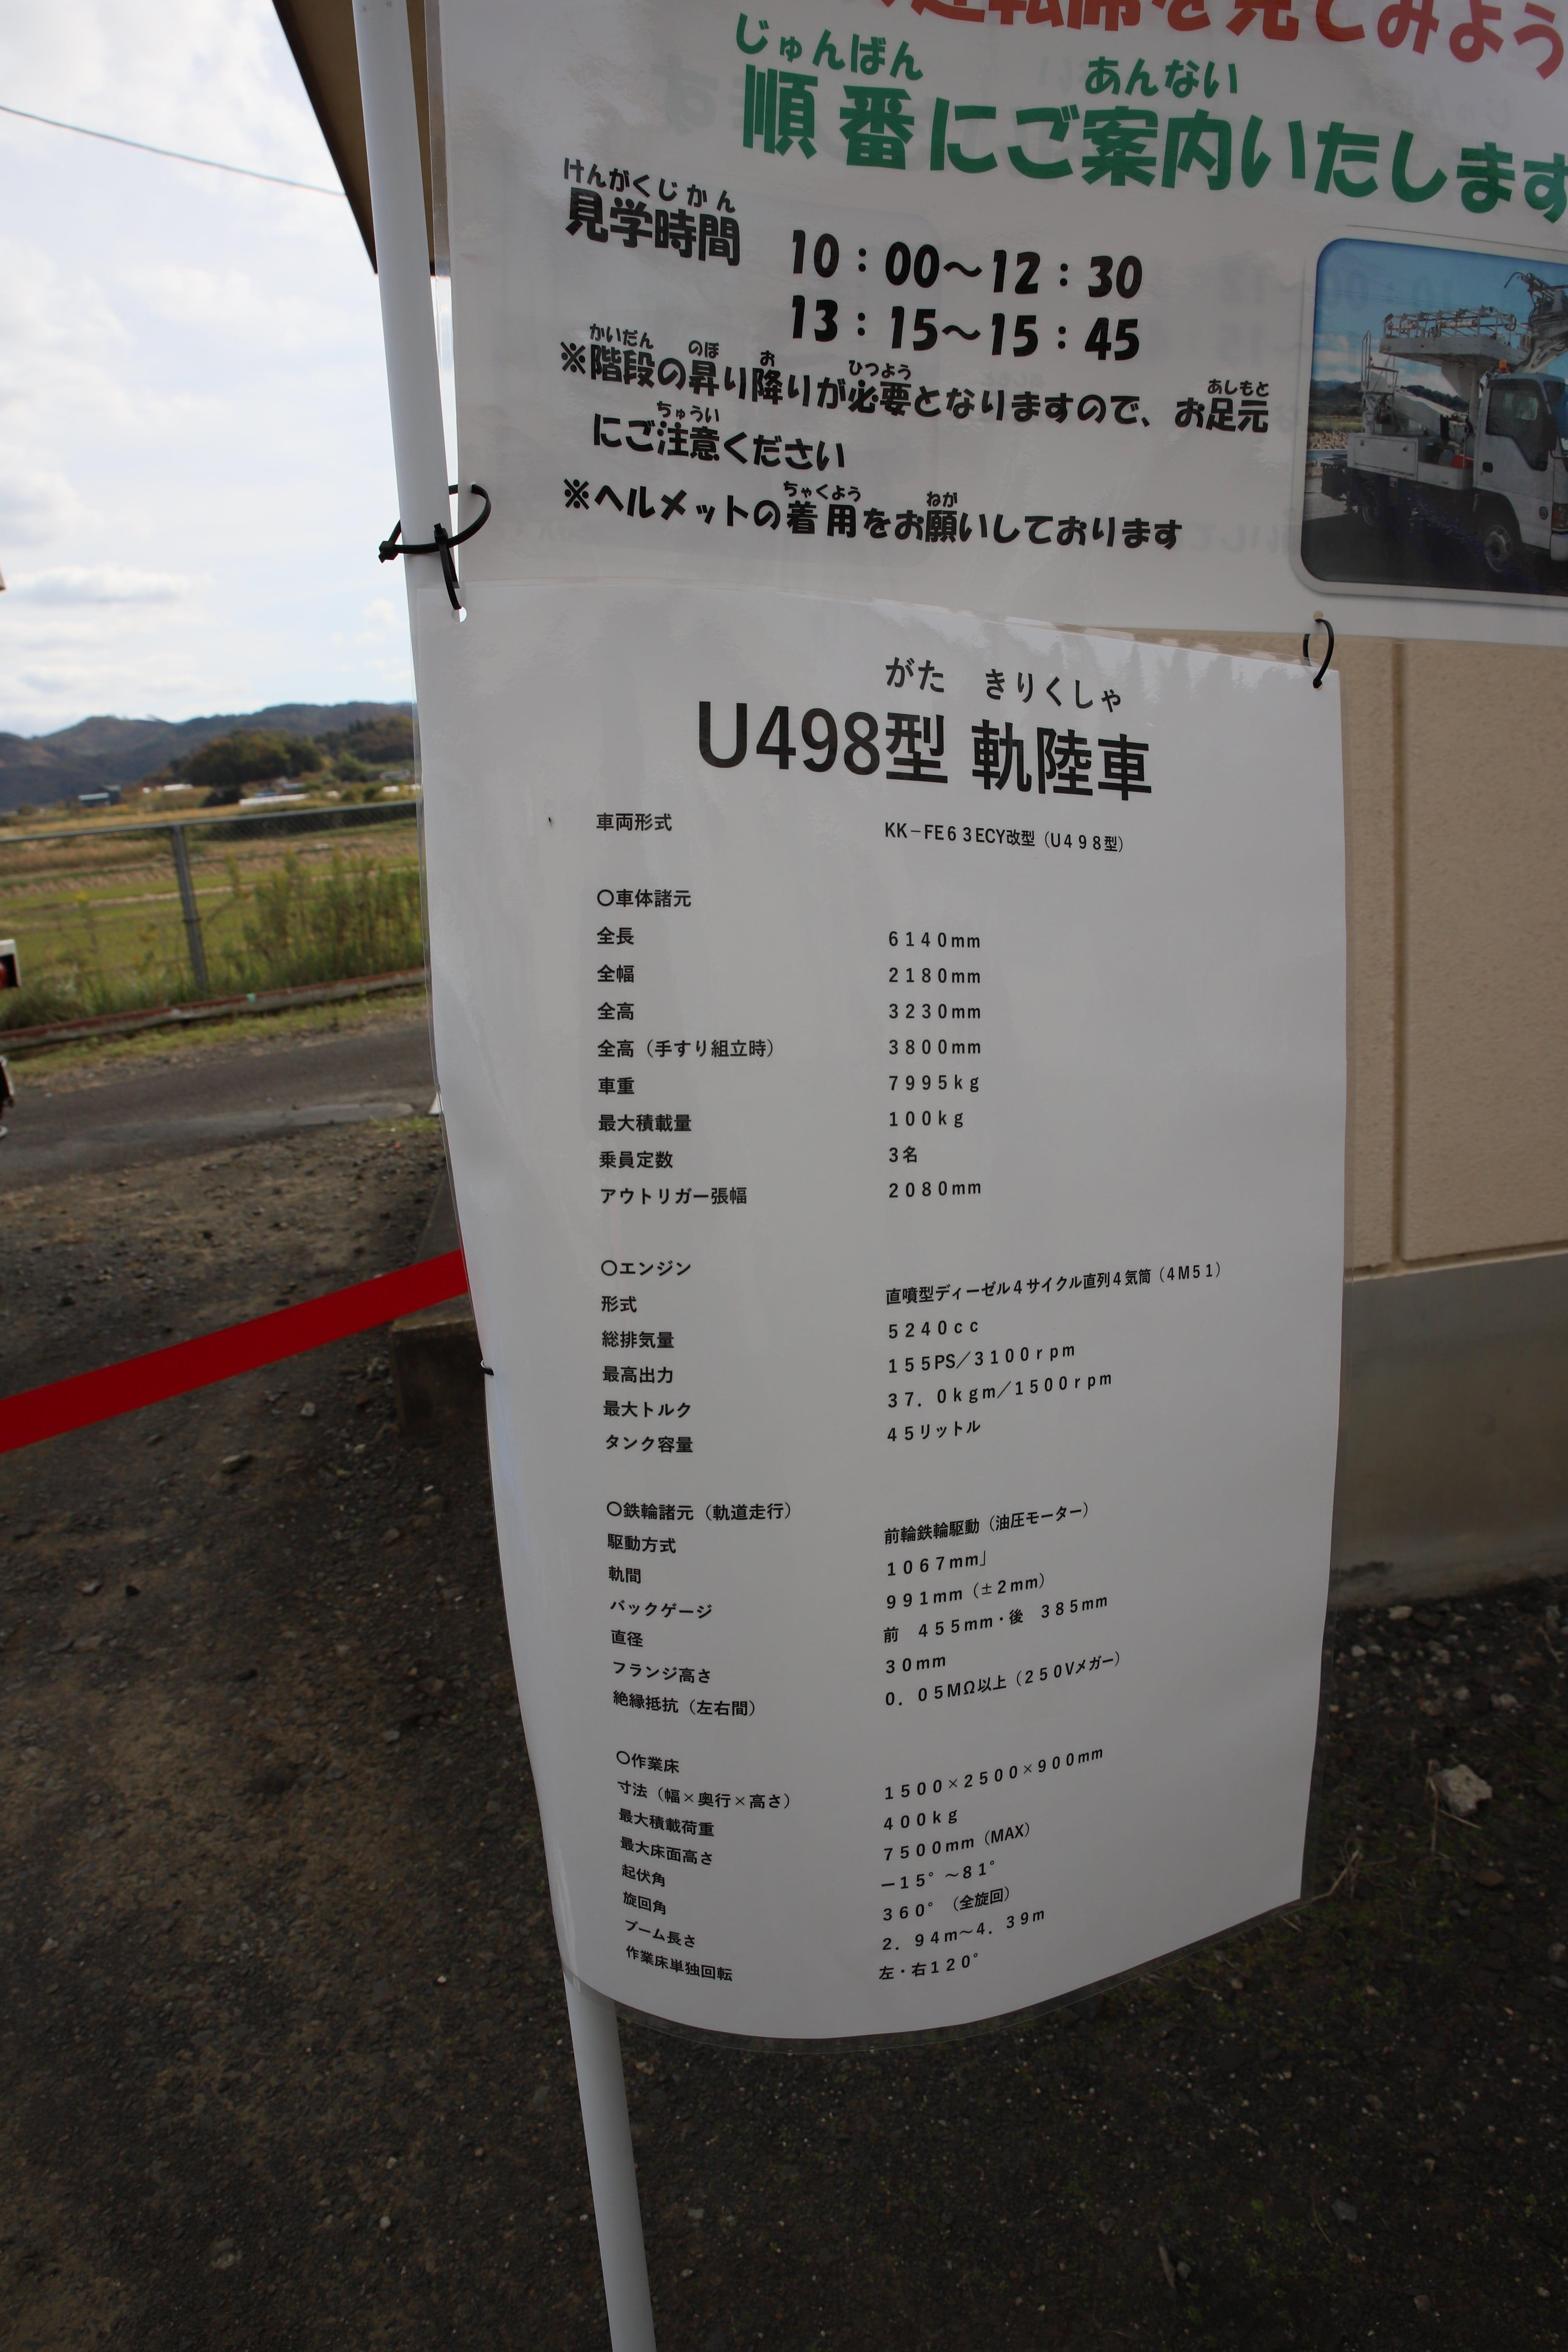 運転席を見てみよう
じゅんばん　あんない
順番にご案内いたします
けんがくじかん
見学時間　10：00～12：30
13：15～15：45
かいだん　のぼ　お　ひつよう　あしもと
※階段の昇り降りが必要となりますので、お足元
ちゅうい
にご注意ください
ちゃくよう　ねが
※ヘルメットの着用をお願いしております
がた　きりくしゃ
U498型 軌陸車
車両形式　KK－FE６３ECY改型（U４９８型）
〇車体諸元
全長　６１４０mm
全幅　２１８０mm
全高　３２３０mm
全高（手すり組立時）　３８００mm
車重　７９９５ｋｇ
最大積載量　１００ｋｇ
乗員定数　３名
アウトリガー張幅　２０８０mm
〇エンジン
形式　直噴型ディーゼル４サイクル直列４気筒（４M５１）
総排気量　５２４０ｃｃ
最高出力　１５５PS／３１００ｒｐｍ
最大トルク　３７．０ｋｇｍ／１５００ｒｐｍ
タンク容量　４５リットル
〇鉄輪諸元（軌道走行）
駆動方式　前輪鉄輪駆動（油圧モーター）
軌間　１０６７mm」
バックゲージ　９９１mm（±２mm）
直径　前　４５５mm・後　３８５mm
フランジ高さ　３０mm
絶縁抵抗（左右間）　０．０５MΩ以上（２５０Vメガー）
〇作業床
寸法（幅×奥行×高さ）　１５００×２５００×９００mm
最大積載荷重　４００ｋｇ
最大床面高さ　７５００mm（MAX）
起伏角　－１５°～８１°
旋回角　３６０°（全旋回）
ブーム長さ　２．９４ｍ～４．３９ｍ
作業床単独回転　左・右１２０°